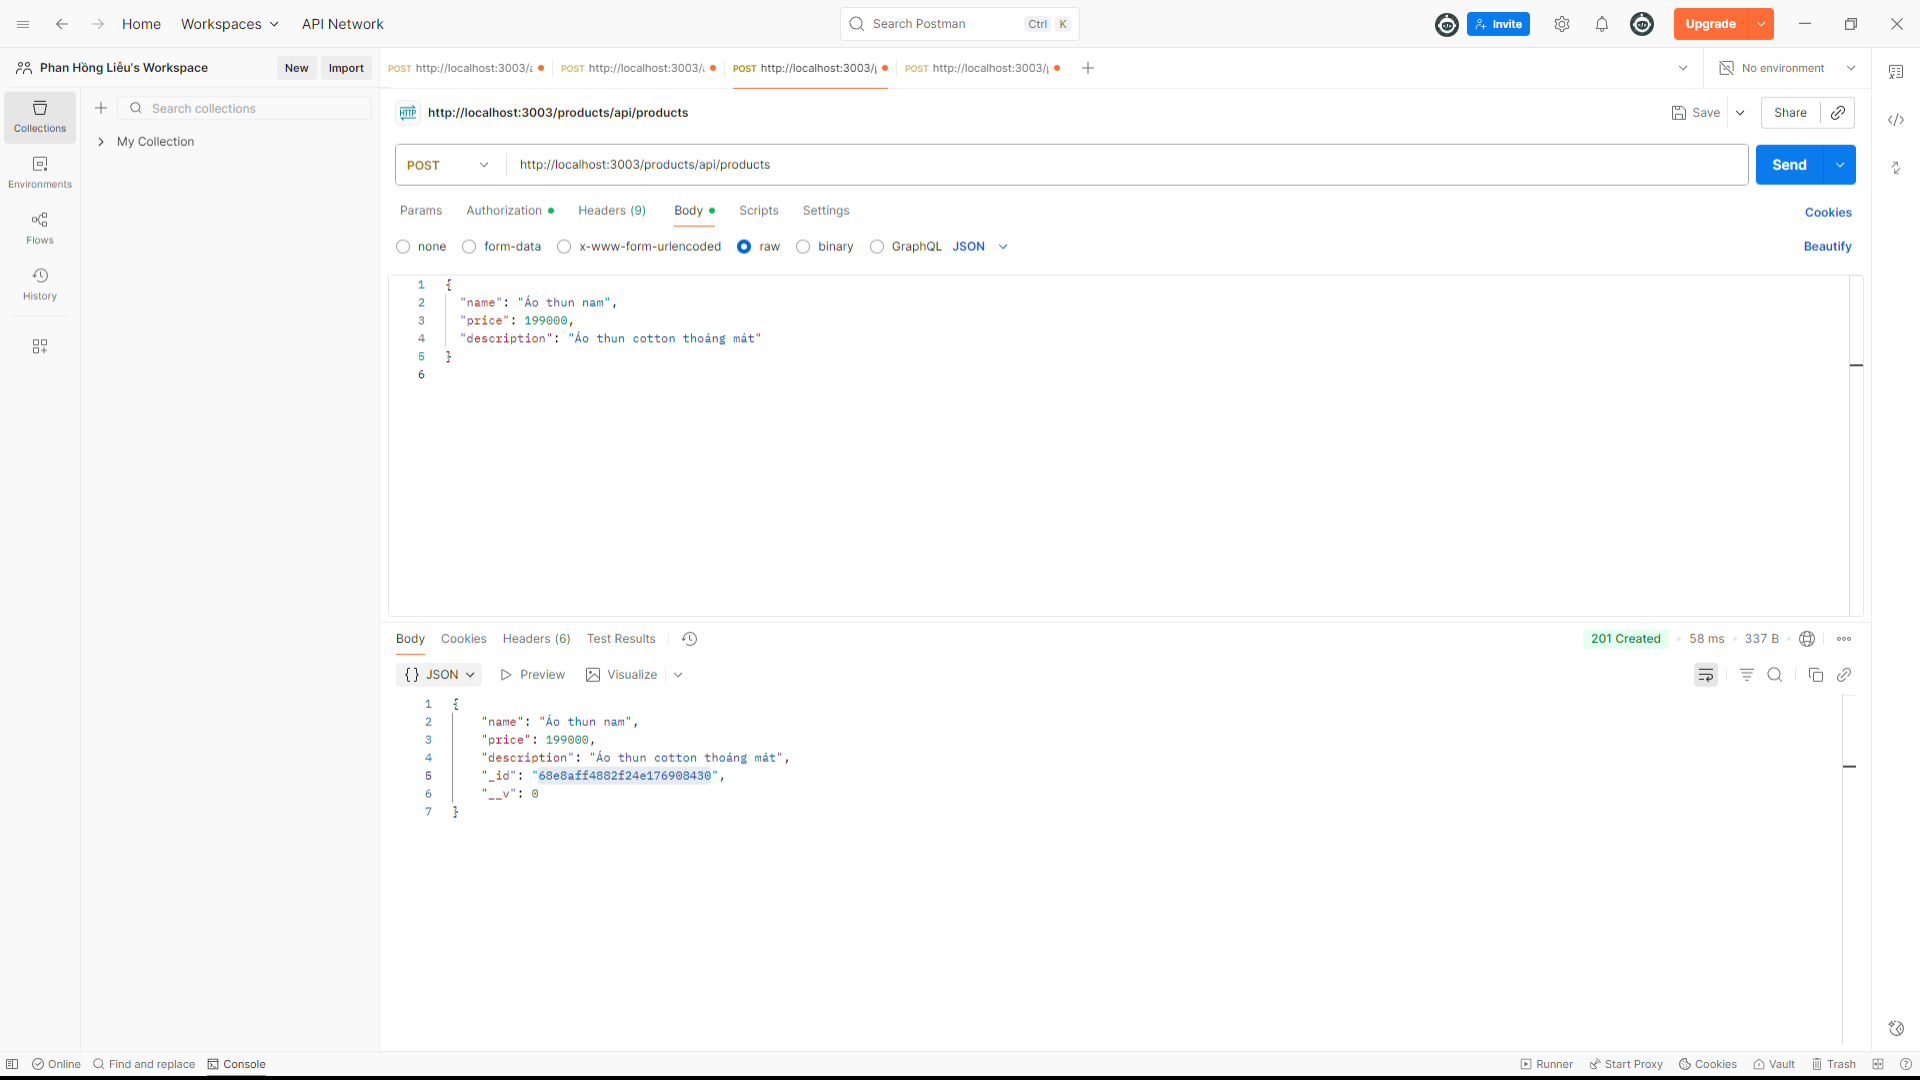 Home Workspaces API Network Search Postman Ctrl K Invite Upgrade
Phan Hồng Liễu's Workspace New Import
POST http://localhost:3003/ POST http://localhost:3003/ POST http://localhost:3003/ POST http://localhost:3003/ No environment
Collections
Environments
Flows
History
Search collections
My Collection
HTTP http://localhost:3003/products/api/products Save Share
POST http://localhost:3003/products/api/products Send
Params Authorization Headers (9) Body Scripts Settings Cookies
none form-data x-www-form-urlencoded raw binary GraphQL JSON Beautify
1 {
2 "name": "Áo thun nam",
3 "price": 199000,
4 "description": "Áo thun cotton thoáng mát"
5 }
6
Body Cookies Headers (6) Test Results 201 Created • 58 ms • 337 B
{} JSON Preview Visualize
1 {
2 "name": "Áo thun nam",
3 "price": 199000,
4 "description": "Áo thun cotton thoáng mát",
5 "_id": "68e8aff4882f24e176908430",
6 "__v": 0
7 }
Online Find and replace Console Runner Start Proxy Cookies Vault Trash